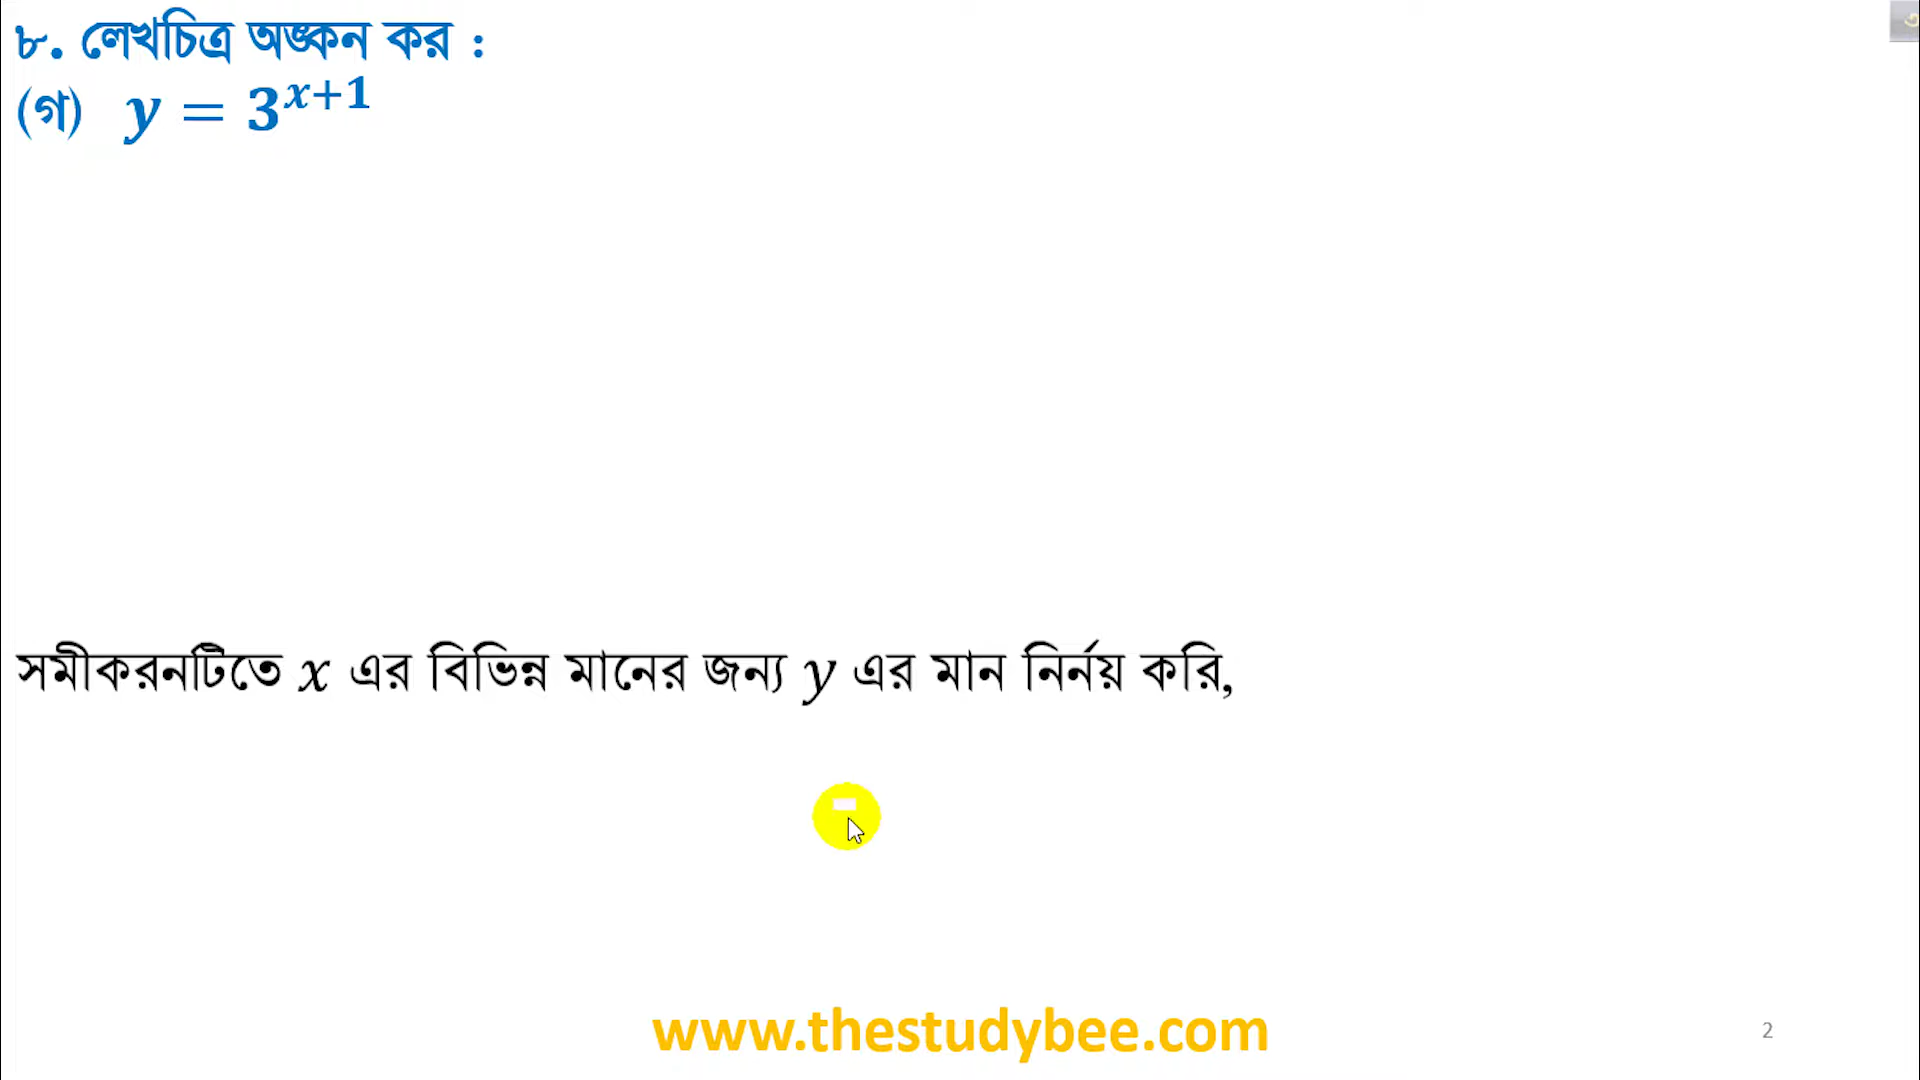 ৮. লেখচিত্র অঙ্কন কর :
(গ) y = 3^{x+1}
সমীকরনটিতে x এর বিভিন্ন মানের জন্য y এর মান নির্নয় করি,
www.thestudybee.com
2